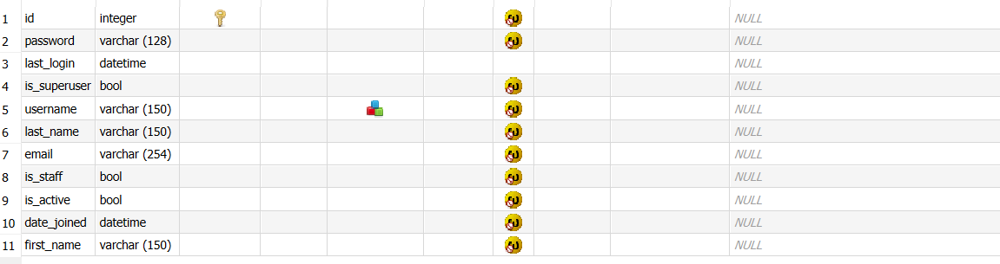 1 id integer NULL
2 password varchar (128) NULL
3 last_login datetime NULL
4 is_superuser bool NULL
5 username varchar (150) NULL
6 last_name varchar (150) NULL
7 email varchar (254) NULL
8 is_staff bool NULL
9 is_active bool NULL
10 date_joined datetime NULL
11 first_name varchar (150) NULL